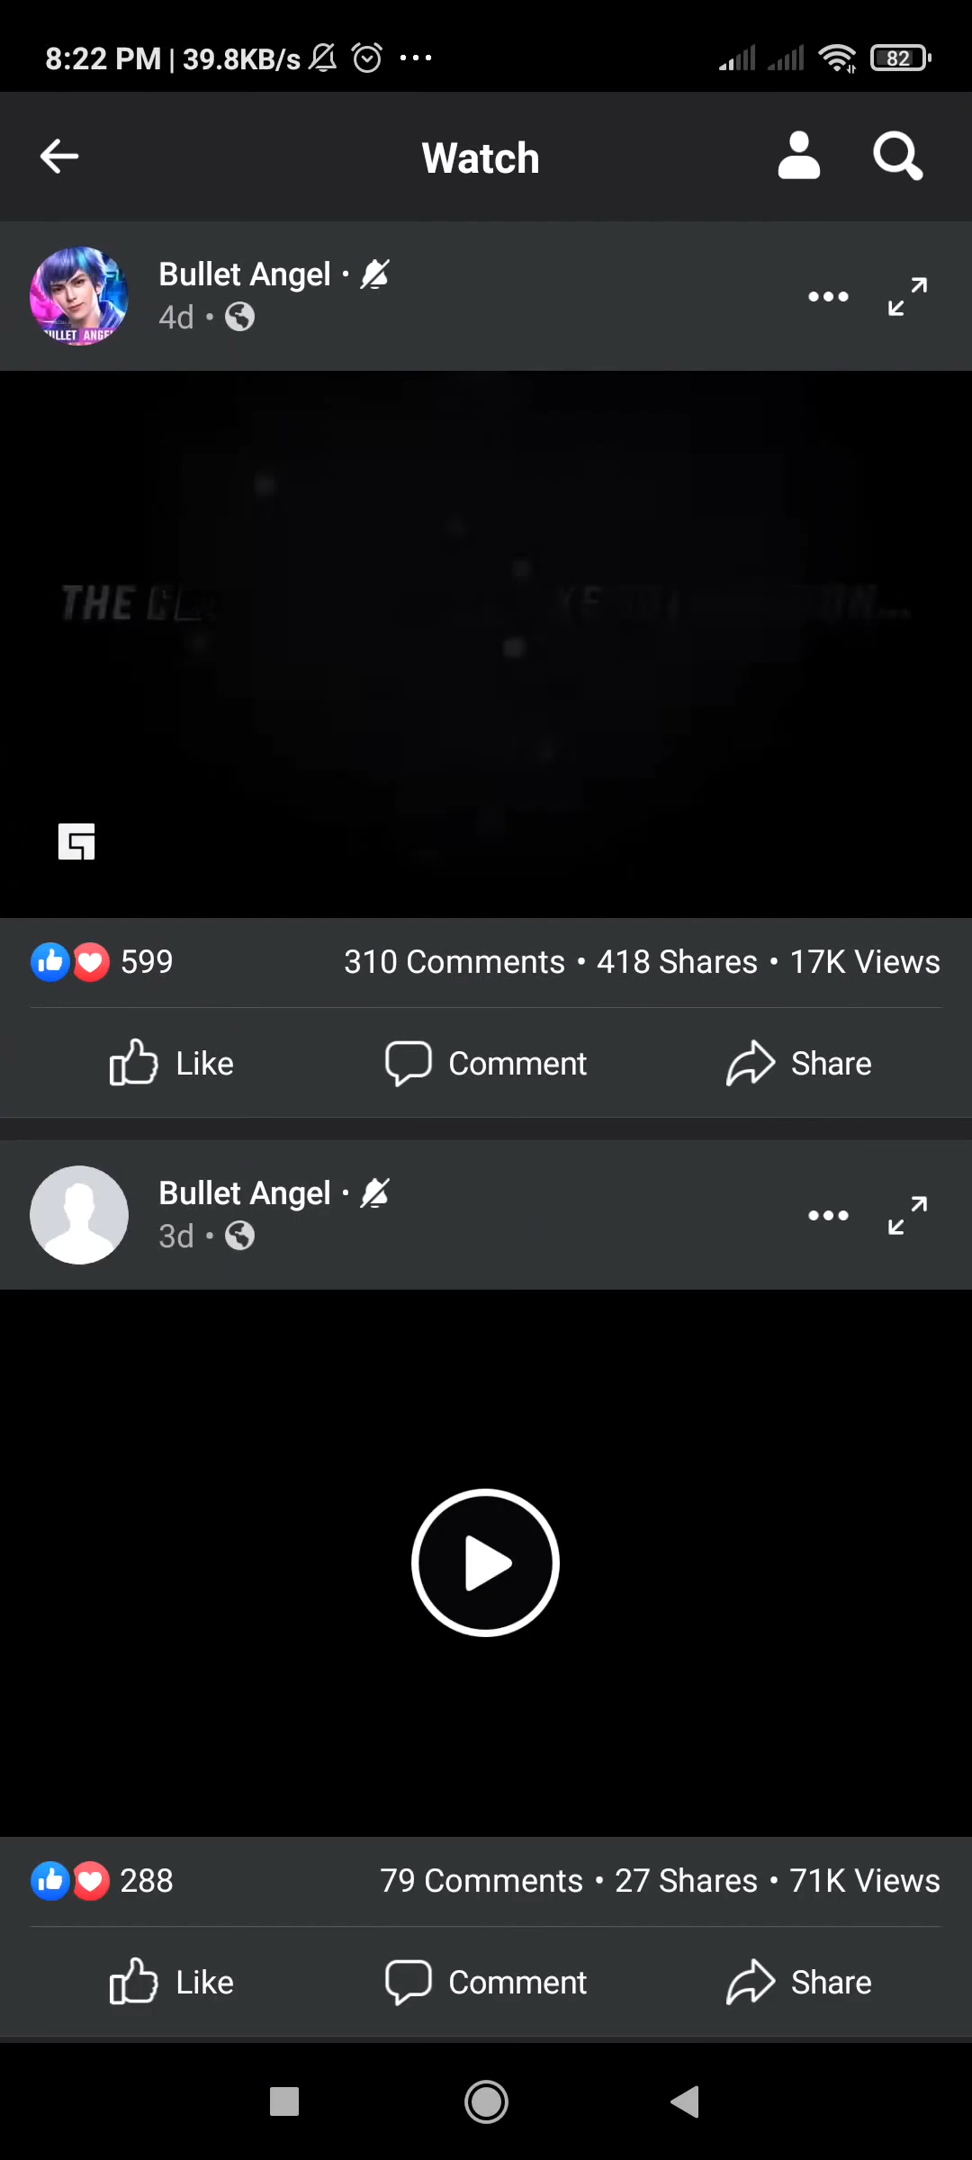 8:22 PM | 39.8KB/s
82
Watch
Bullet Angel
4d
THE
599
310 Comments • 418 Shares • 17K Views
Like
Comment
Share
Bullet Angel
3d
288
79 Comments • 27 Shares • 71K Views
Like
Comment
Share